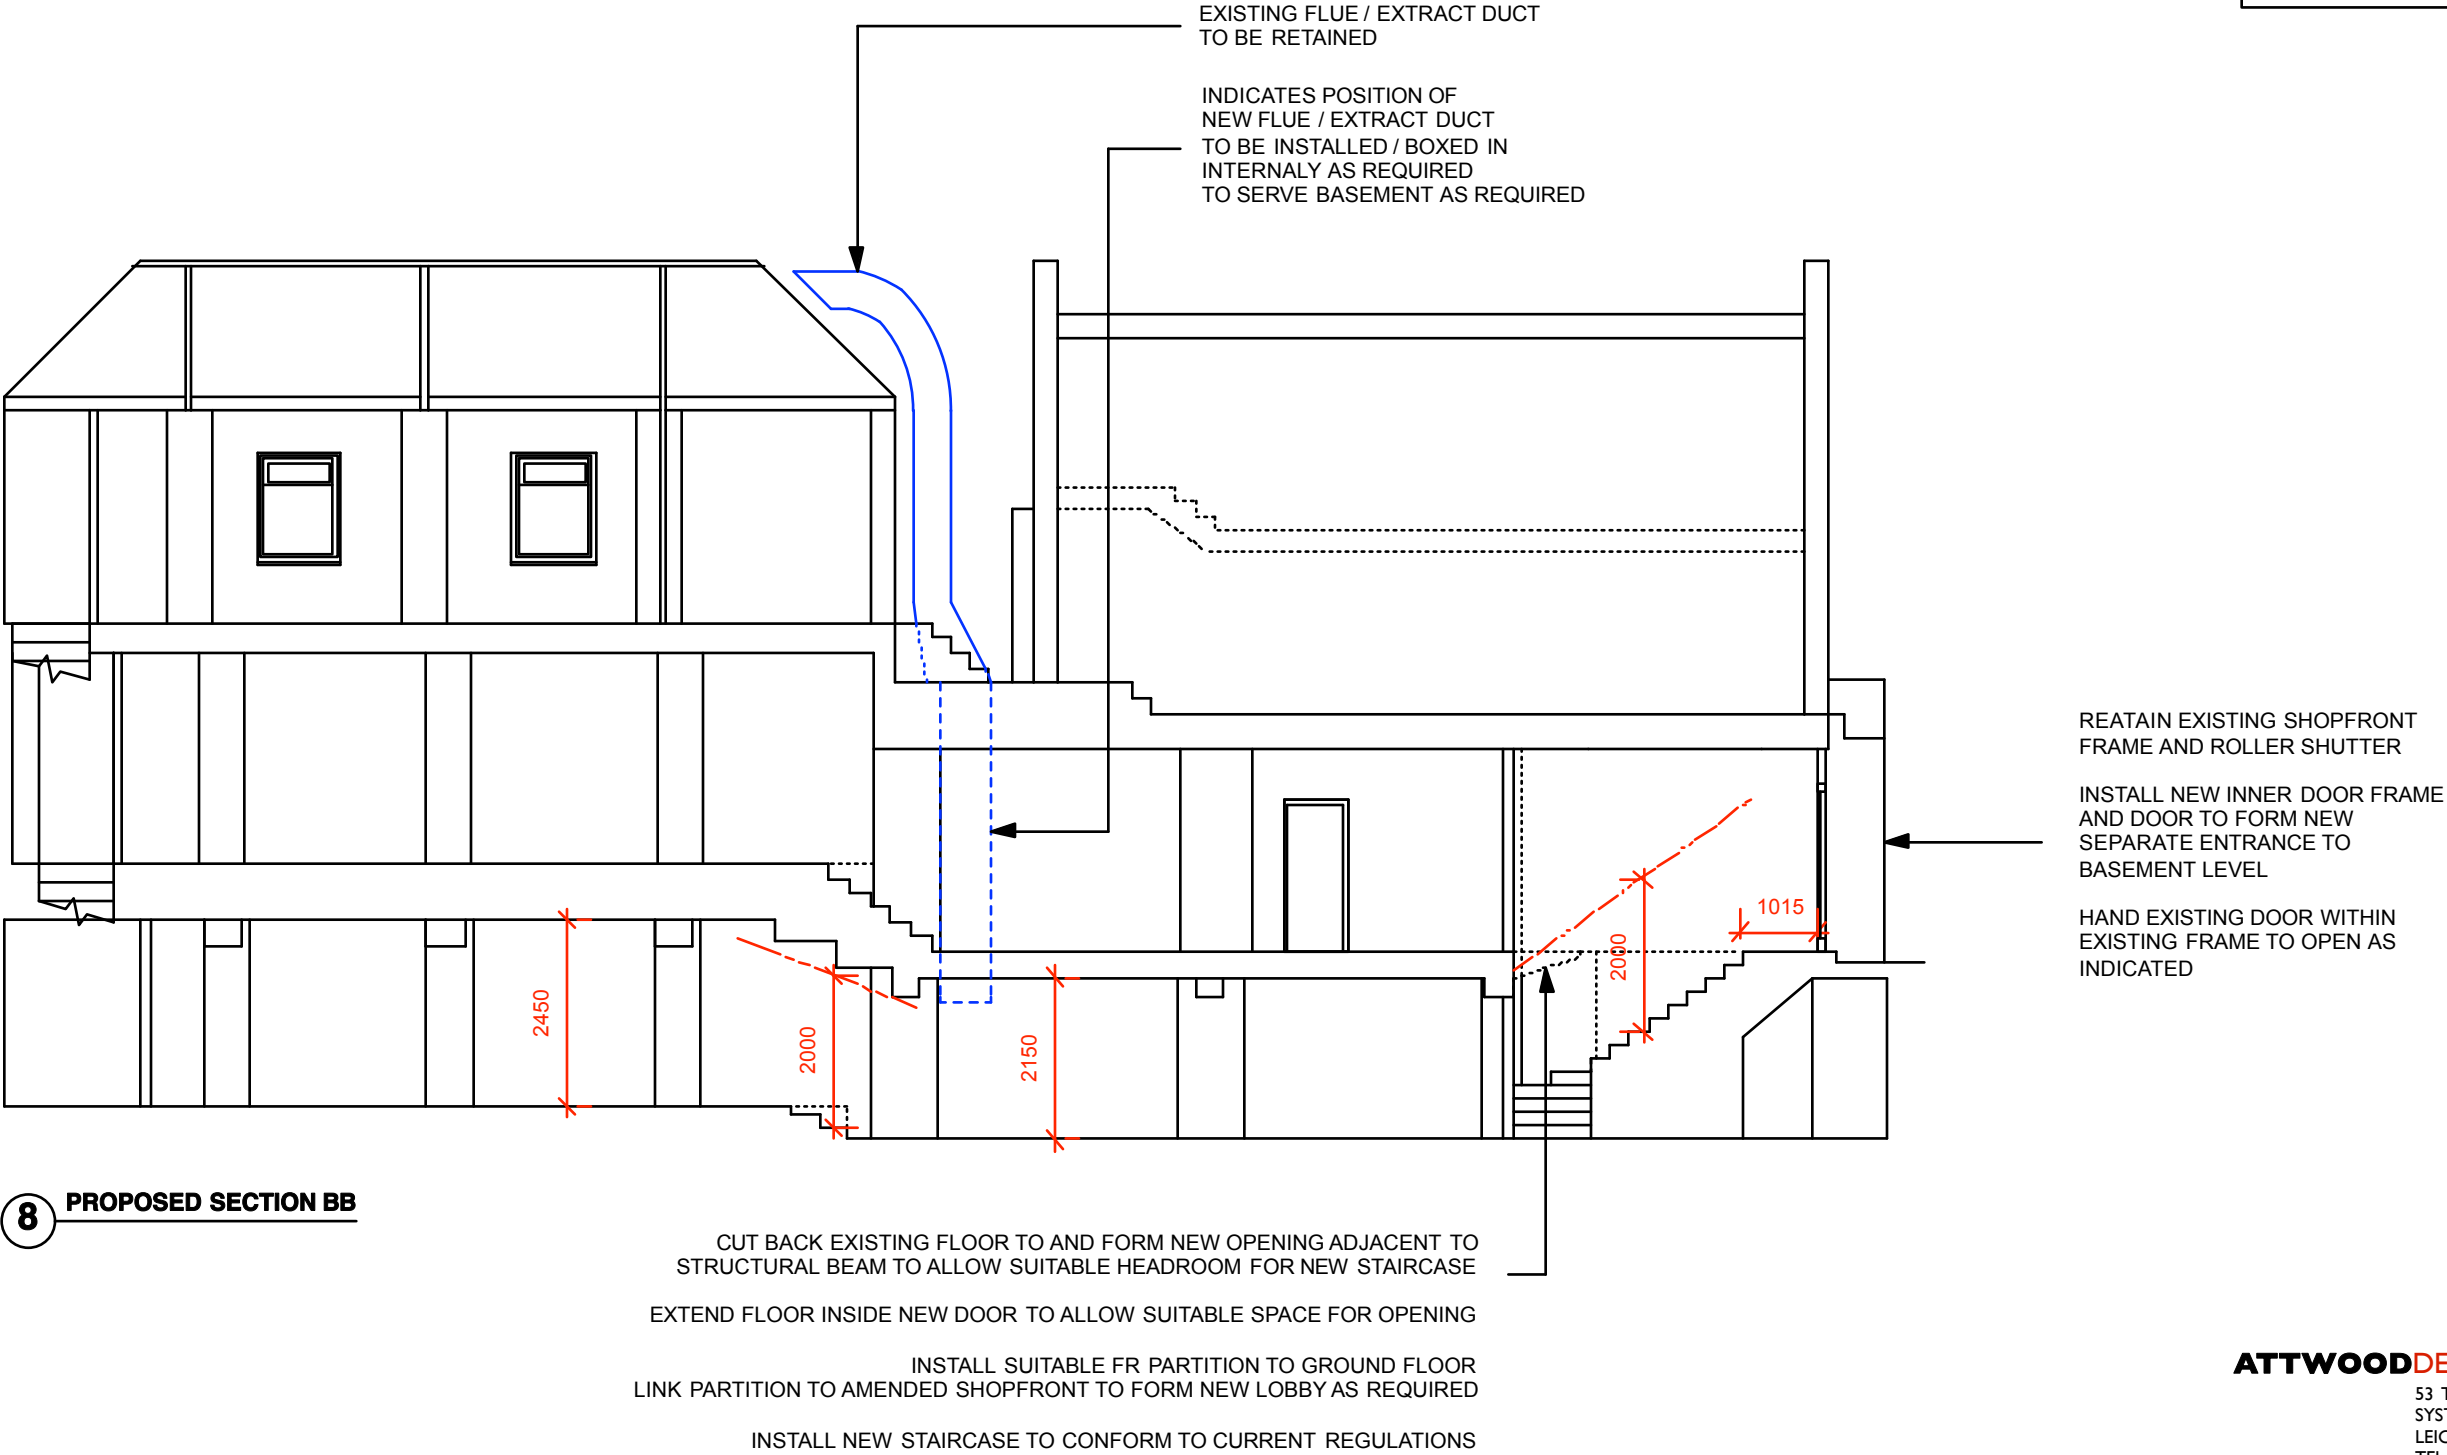 EXISTING FLUE / EXTRACT DUCT
TO BE RETAINED
INDICATES POSITION OF
NEW FLUE / EXTRACT DUCT
TO BE INSTALLED / BOXED IN
INTERNALY AS REQUIRED
TO SERVE BASEMENT AS REQUIRED
REATAIN EXISTING SHOPFRONT
FRAME AND ROLLER SHUTTER
INSTALL NEW INNER DOOR FRAME
AND DOOR TO FORM NEW
SEPARATE ENTRANCE TO
BASEMENT LEVEL
HAND EXISTING DOOR WITHIN
EXISTING FRAME TO OPEN AS
INDICATED
1015
2000
2450
2000
2150
8 PROPOSED SECTION BB
CUT BACK EXISTING FLOOR TO AND FORM NEW OPENING ADJACENT TO
STRUCTURAL BEAM TO ALLOW SUITABLE HEADROOM FOR NEW STAIRCASE
EXTEND FLOOR INSIDE NEW DOOR TO ALLOW SUITABLE SPACE FOR OPENING
INSTALL SUITABLE FR PARTITION TO GROUND FLOOR
LINK PARTITION TO AMENDED SHOPFRONT TO FORM NEW LOBBY AS REQUIRED
INSTALL NEW STAIRCASE TO CONFORM TO CURRENT REGULATIONS
ATTWOODDE
53 T
SYST
LEIC